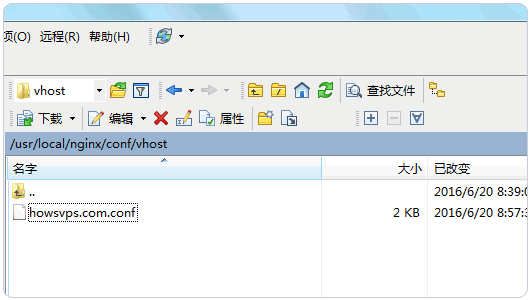 项(O) 远程(R) 帮助(H)
vhost 查找文件
下载 编辑 属性
/usr/local/nginx/conf/vhost
名字 大小 已改变
.. 2016/6/20 8:39:0
howsvps.com.conf 2 KB 2016/6/20 8:57:3